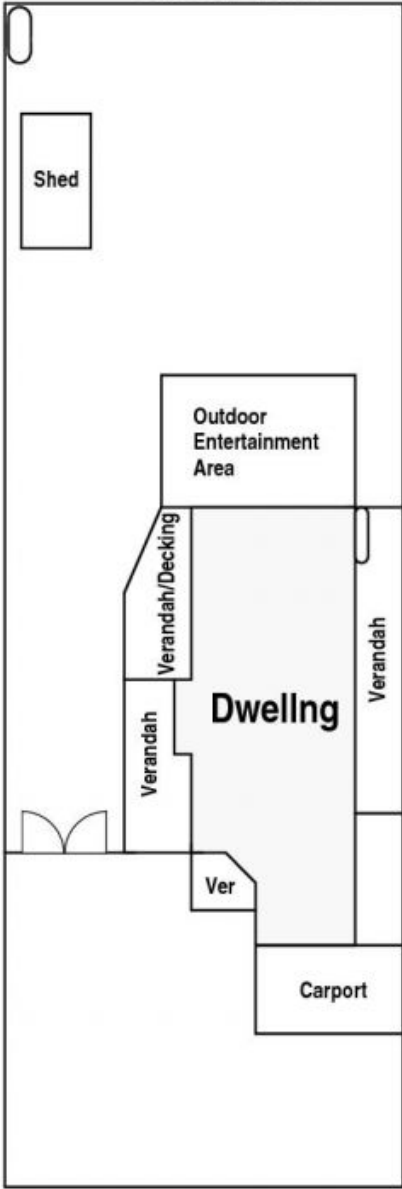 Shed
Outdoor
Entertainment
Area
Verandah/Decking
Verandah
Dwellng
Verandah
Ver
Carport